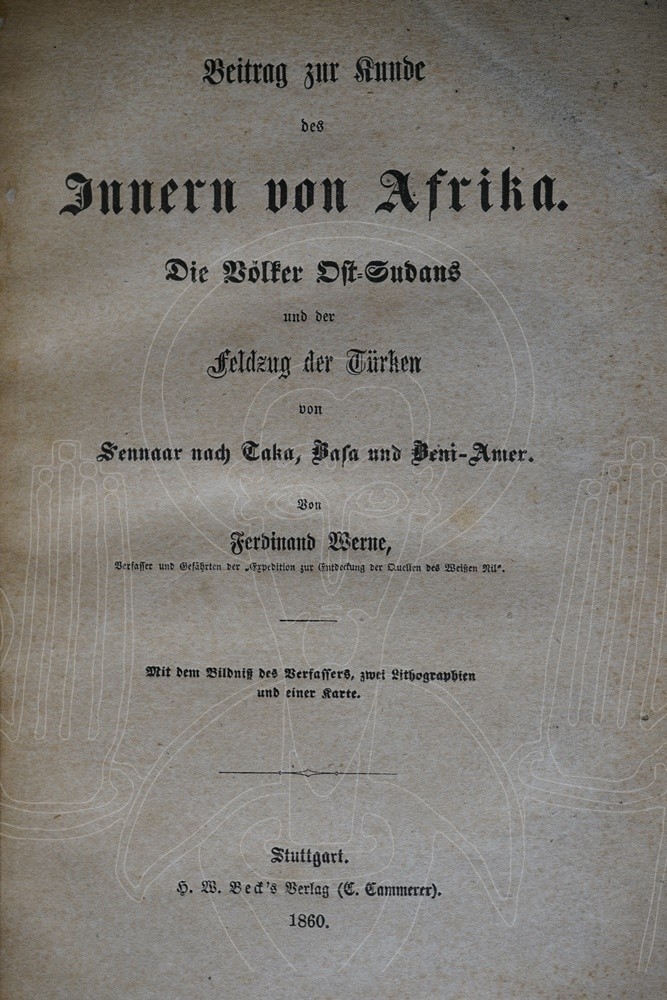 Beitrag zur Kunde
des
Innern von Afrika.
Die Völker Ost-Sudans
und der
Feldzug der Türken
von
Sennaar nach Taka, Basa und Beni-Amer.
Von
Ferdinand Werne,
Verfasser und Gefährten der „Expedition zur Entdeckung der Quellen des Weißen Nil“.
Mit dem Bildniß des Verfassers, zwei Lithographien
und einer Karte.
Stuttgart.
H. W. Beck's Verlag (C. Cammerer).
1860.